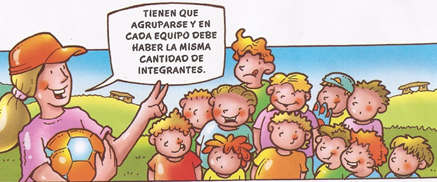 TIENEN QUE
AGRUPARSE Y EN
CADA EQUIPO DEBE
HABER LA MISMA
CANTIDAD DE
INTEGRANTES.